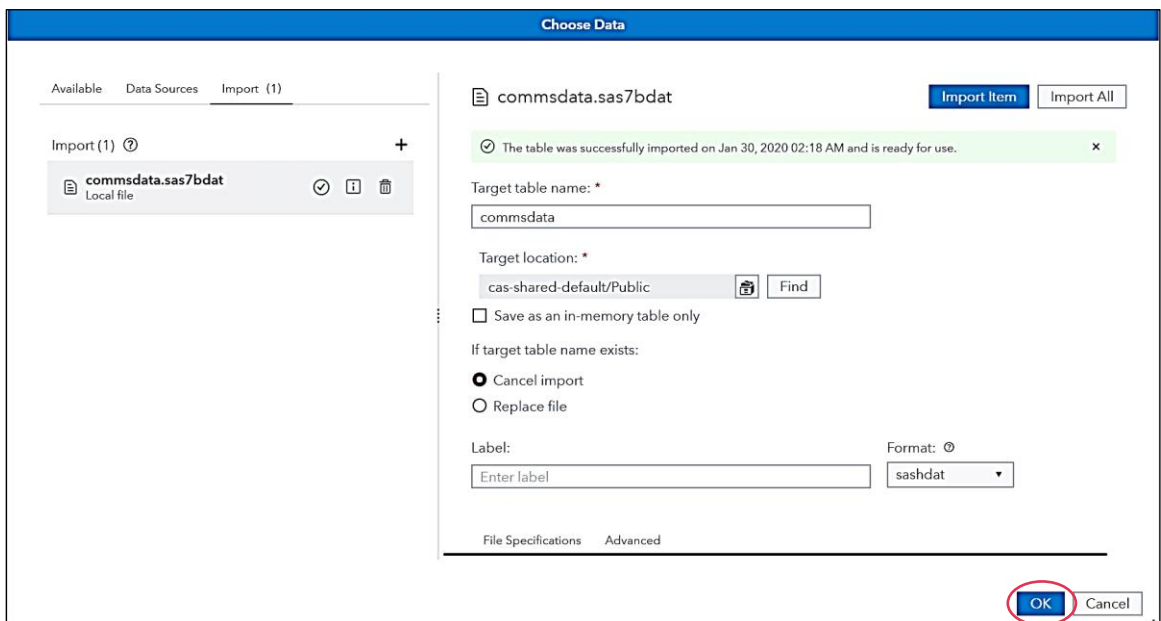 Choose Data
Available Data Sources Import (1)
Import (1)
commsdata.sas7bdat
Local file
commsdata.sas7bdat
Import Item Import All
The table was successfully imported on Jan 30, 2020 02:18 AM and is ready for use.
Target table name: *
commsdata
Target location: *
cas-shared-default/Public
Find
Save as an in-memory table only
If target table name exists:
Cancel import
Replace file
Label:
Format:
Enter label
sashdat
File Specifications Advanced
OK Cancel